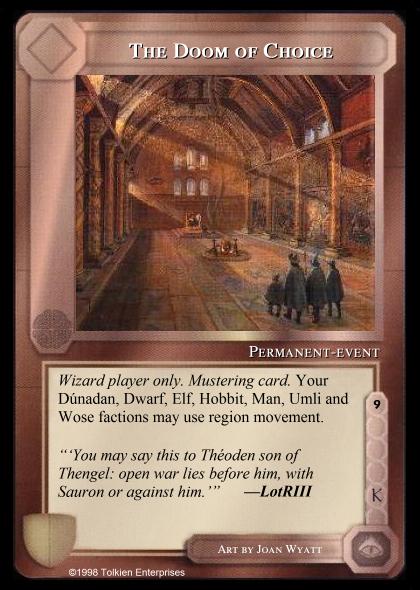 The Doom of Choice
Permanent-event
Wizard player only. Mustering card. Your
Dúnadan, Dwarf, Elf, Hobbit, Man, Umli and
Wose factions may use region movement.
9
“‘You may say this to Théoden son of
Thengel: open war lies before him, with
Sauron or against him.’” —LotRIII
K
Art by Joan Wyatt
©1998 Tolkien Enterprises